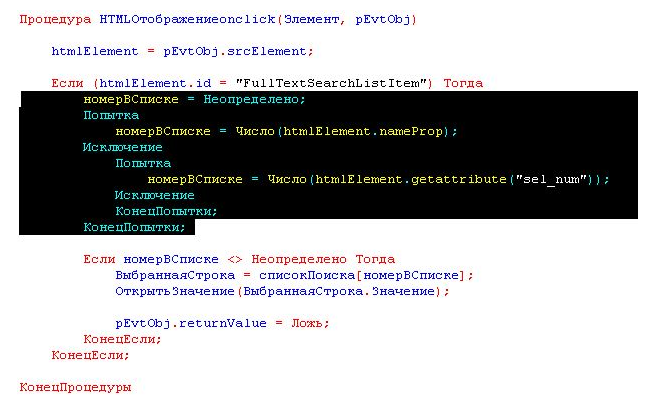 Процедура HTMLОтображениеonclick(Элемент, pEvtObj)
htmlElement = pEvtObj.srcElement;
Если (htmlElement.id = "FullTextSearchListItem") Тогда
номерВСписке = Неопределено;
Попытка
номерВСписке = Число(htmlElement.nameProp);
Исключение
Попытка
номерВСписке = Число(htmlElement.getattribute("sel_num"));
Исключение
КонецПопытки;
КонецПопытки;
Если номерВСписке <> Неопределено Тогда
ВыбраннаяСтрока = списокПоиска[номерВСписке];
ОткрытьЗначение(ВыбраннаяСтрока.Значение);
pEvtObj.returnValue = Ложь;
КонецЕсли;
КонецЕсли;
КонецПроцедуры